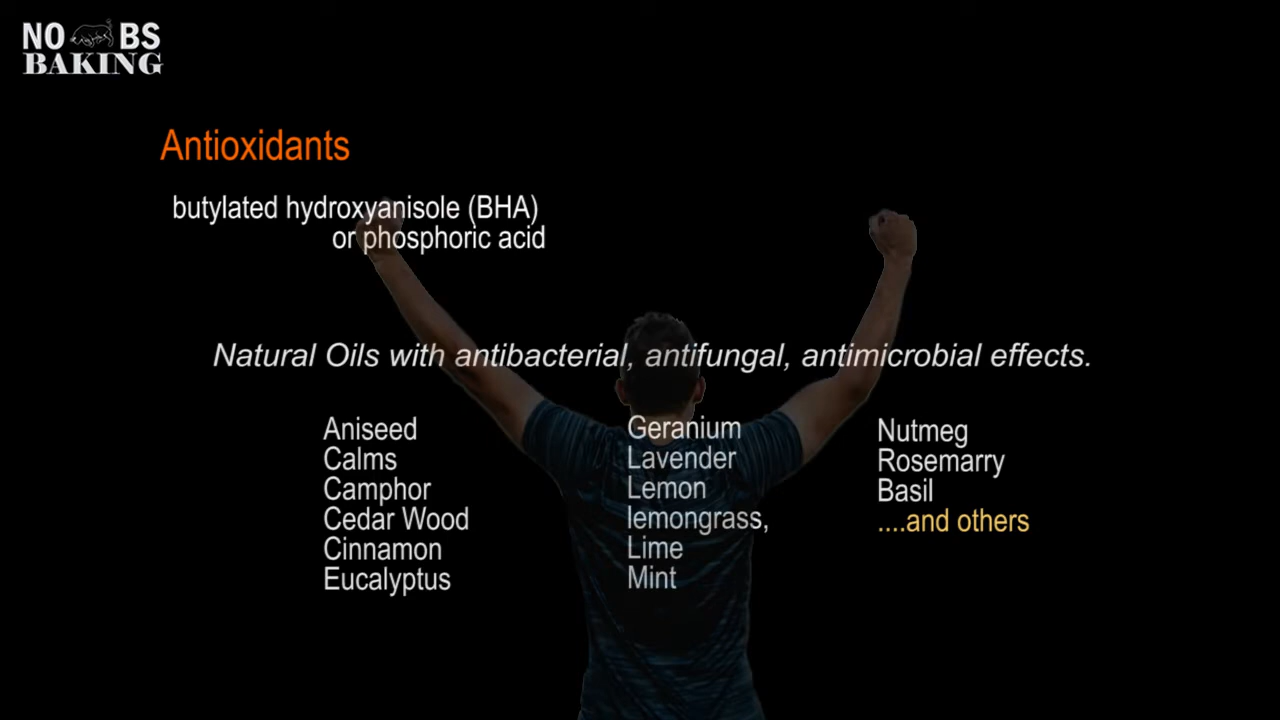 NO BS
BAKING
Antioxidants
butylated hydroxyanisole (BHA)
or phosphoric acid
Natural Oils with antibacterial, antifungal, antimicrobial effects.
Aniseed
Calms
Camphor
Cedar Wood
Cinnamon
Eucalyptus
Geranium
Lavender
Lemon
lemongrass,
Lime
Mint
Nutmeg
Rosemarry
Basil
....and others